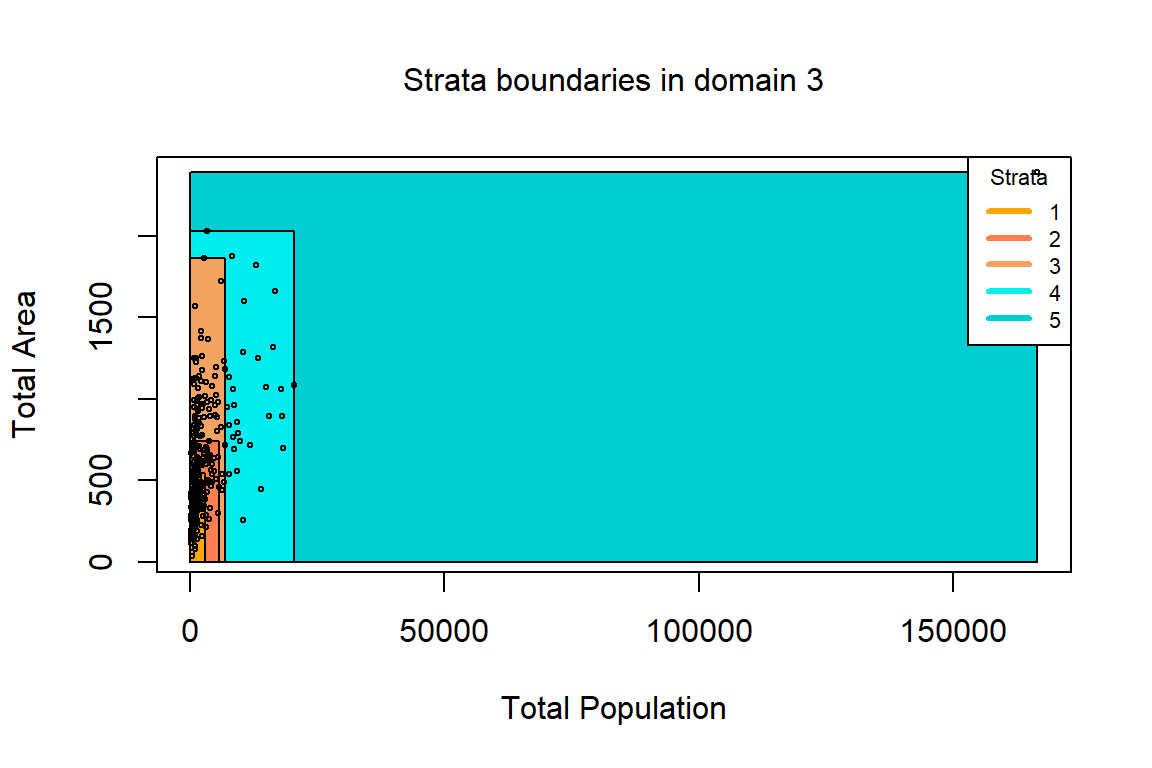 Strata boundaries in domain 3
Total Area
1500
500
0
Strata
1
2
3
4
5
0 50000 100000 150000
Total Population